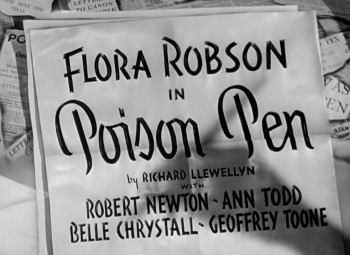 FLORA ROBSON
IN
Poison Pen
by RICHARD LLEWELLYN
WITH
ROBERT NEWTON - ANN TODD
BELLE CHRYSTALL - GEOFFREY TOONE